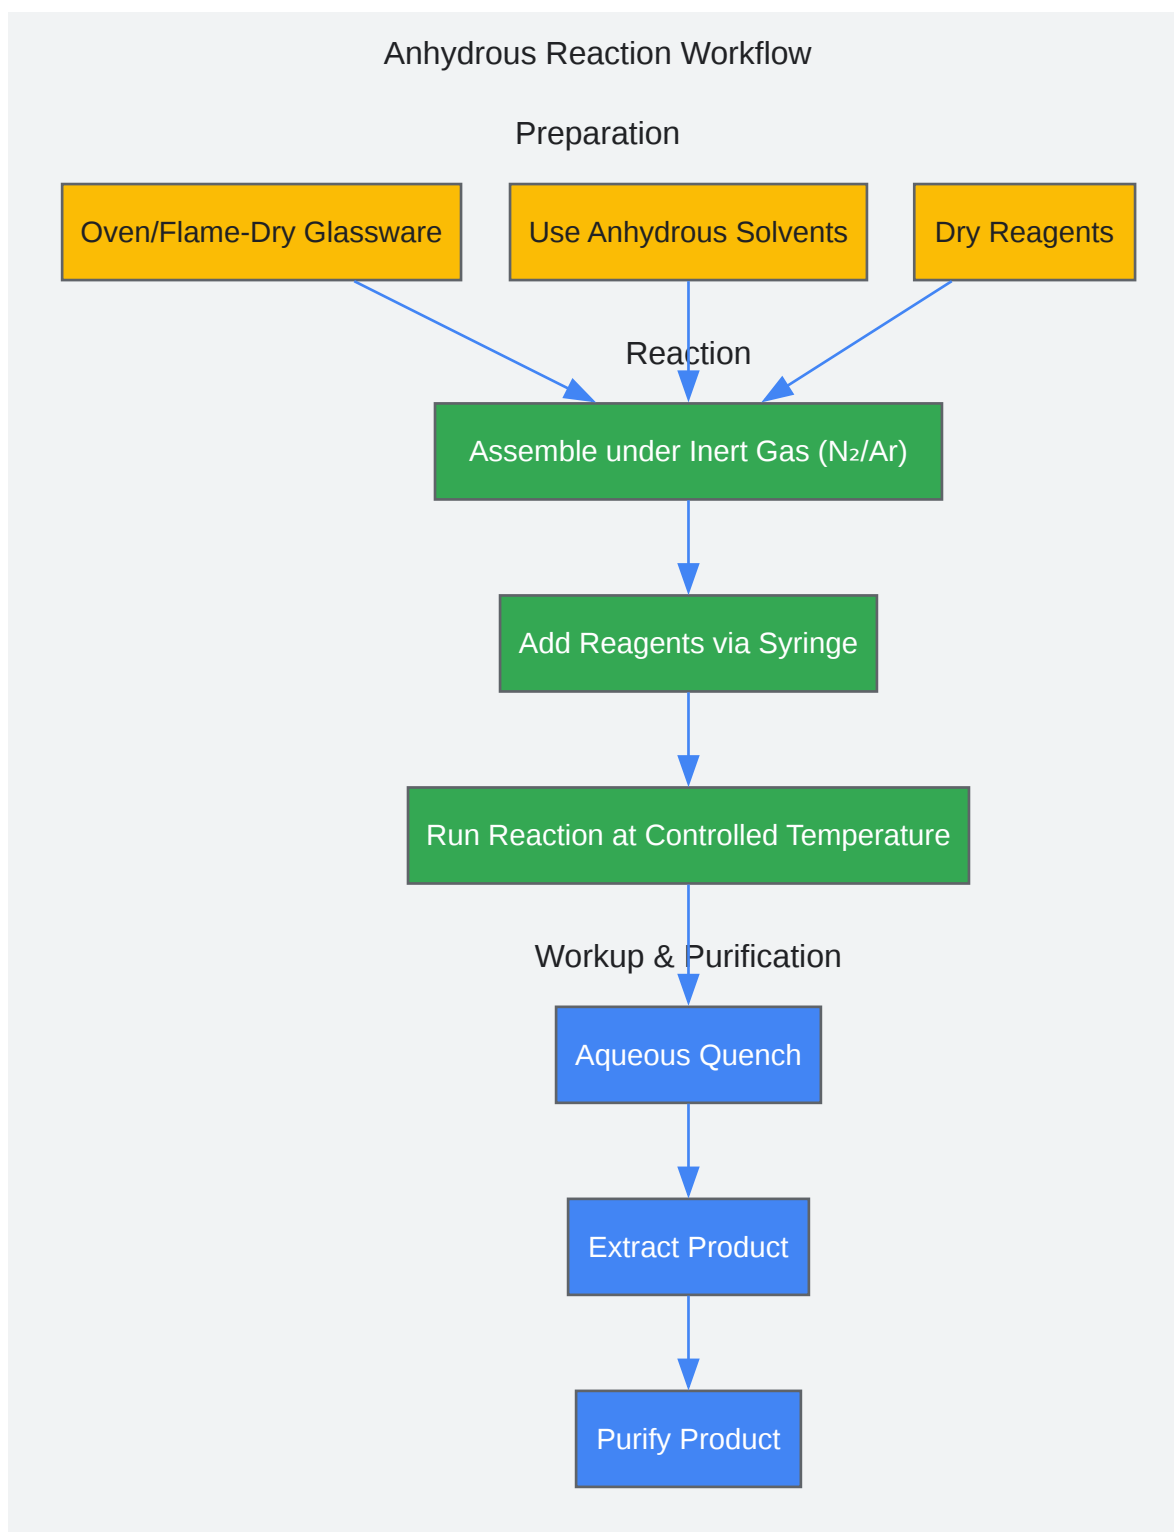 Anhydrous Reaction Workflow
Preparation
Oven/Flame-Dry Glassware
Use Anhydrous Solvents
Dry Reagents
Reaction
Assemble under Inert Gas (N₂/Ar)
Add Reagents via Syringe
Run Reaction at Controlled Temperature
Workup & Purification
Aqueous Quench
Extract Product
Purify Product